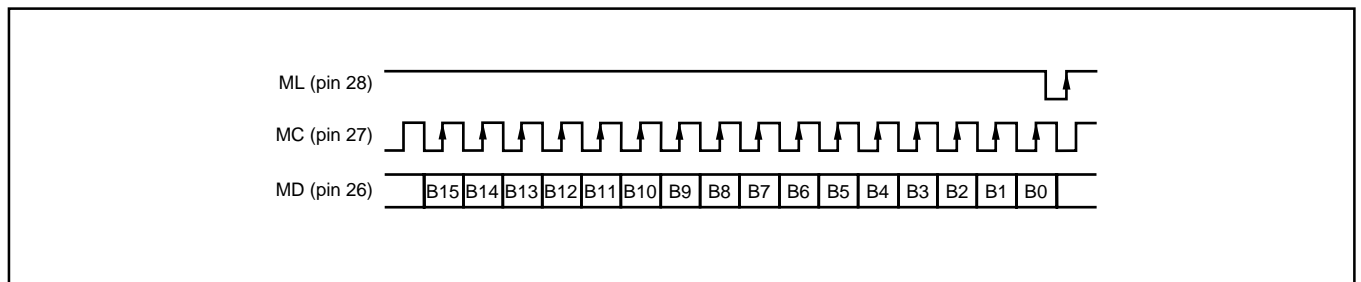 ML (pin 28)
MC (pin 27)
MD (pin 26) B15 B14 B13 B12 B11 B10 B9 B8 B7 B6 B5 B4 B3 B2 B1 B0